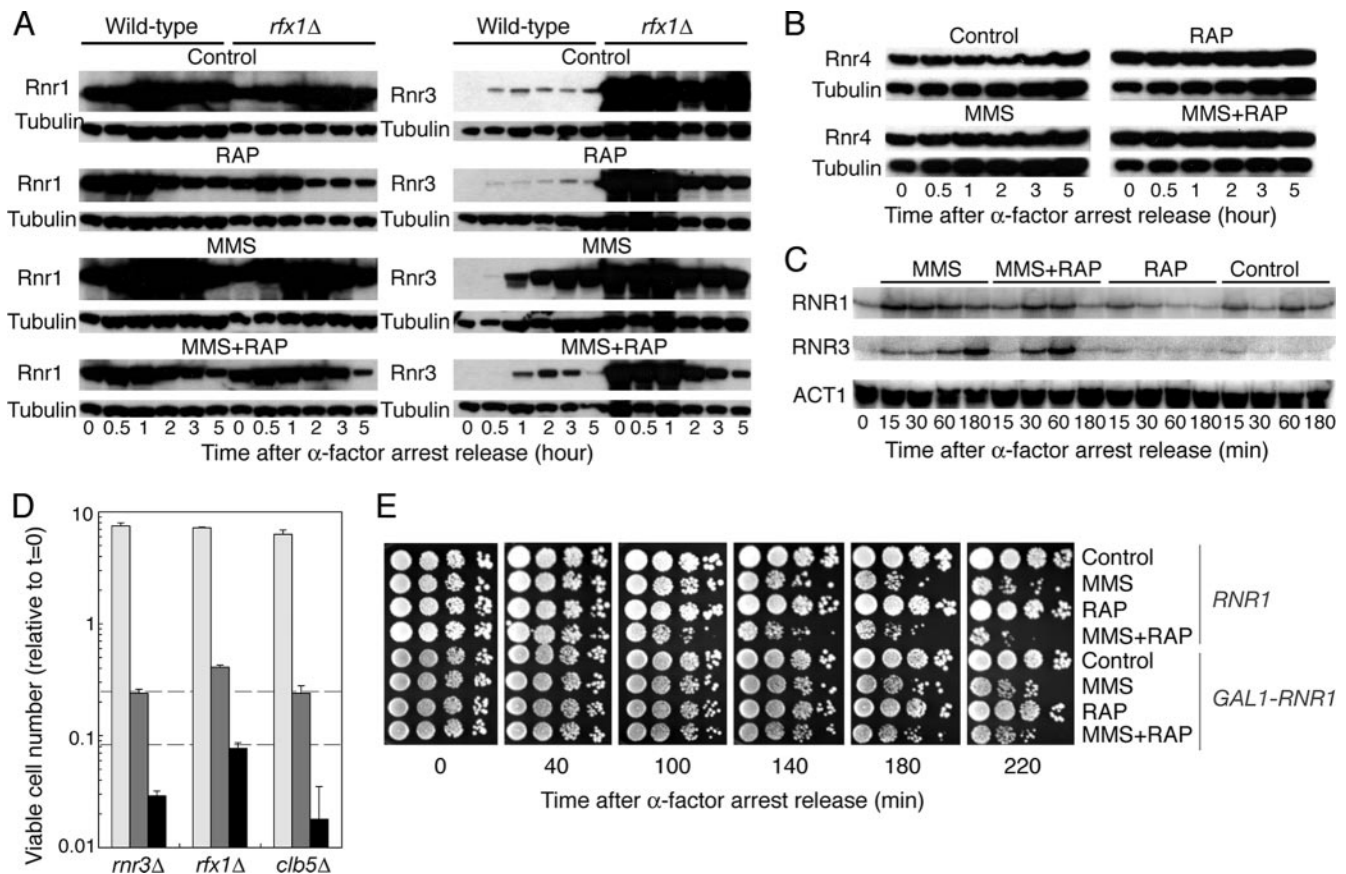 A
Wild-type rfx1Δ
Control
Rnr1
Tubulin
RAP
Rnr1
Tubulin
MMS
Rnr1
Tubulin
MMS+RAP
Rnr1
Tubulin
0 0.5 1 2 3 5 0 0.5 1 2 3 5
Wild-type rfx1Δ
Control
Rnr3
Tubulin
RAP
Rnr3
Tubulin
MMS
Rnr3
Tubulin
MMS+RAP
Rnr3
Tubulin
0 0.5 1 2 3 5 0 0.5 1 2 3 5
Time after α-factor arrest release (hour)
B
Control RAP
Rnr4
Tubulin
MMS MMS+RAP
Rnr4
Tubulin
0 0.5 1 2 3 5 0 0.5 1 2 3 5
Time after α-factor arrest release (hour)
C
MMS MMS+RAP RAP Control
RNR1
RNR3
ACT1
0 15 30 60 180 15 30 60 180 15 30 60 180 15 30 60 180
Time after α-factor arrest release (min)
D
Viable cell number (relative to t=0)
10
1
0.1
0.01
rnr3Δ rfx1Δ clb5Δ
E
Control
MMS
RAP
MMS+RAP
RNR1
Control
MMS
RAP
MMS+RAP
GAL1-RNR1
0 40 100 140 180 220
Time after α-factor arrest release (min)